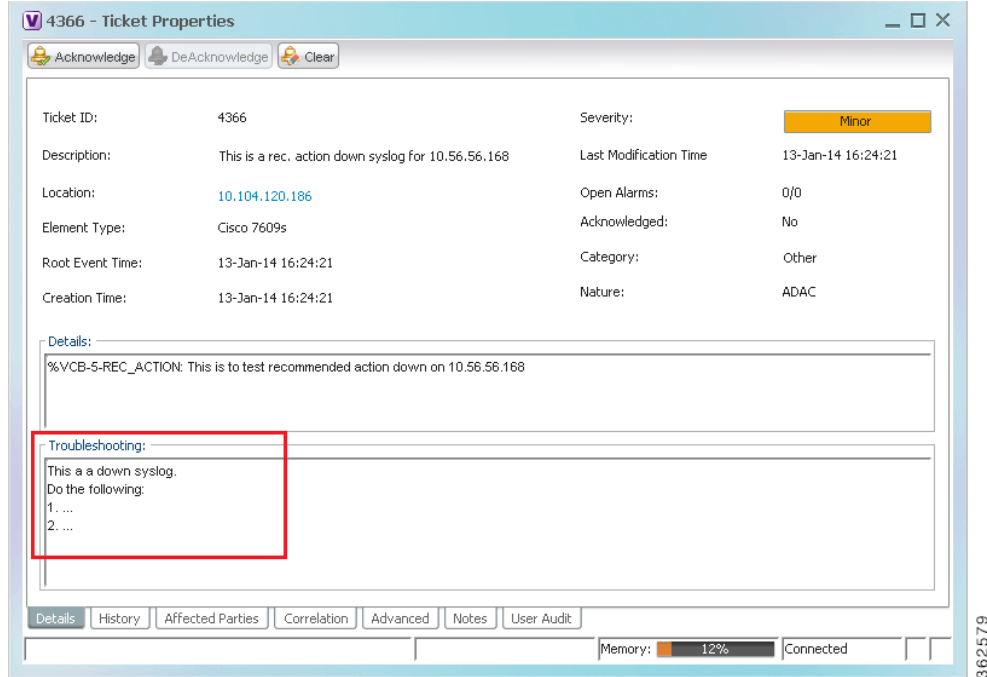 V 4366 - Ticket Properties
Acknowledge DeAcknowledge Clear
Ticket ID: 4366 Severity: Minor
Description: This is a rec. action down syslog for 10.56.56.168 Last Modification Time 13-Jan-14 16:24:21
Location: 10.104.120.186 Open Alarms: 0/0
Element Type: Cisco 7609s Acknowledged: No
Root Event Time: 13-Jan-14 16:24:21 Category: Other
Creation Time: 13-Jan-14 16:24:21 Nature: ADAC
Details:
%VCB-5-REC_ACTION: This is to test recommended action down on 10.56.56.168
Troubleshooting:
This a a down syslog.
Do the following:
1. ...
2. ...
Details History Affected Parties Correlation Advanced Notes User Audit
Memory: 12% Connected
362579